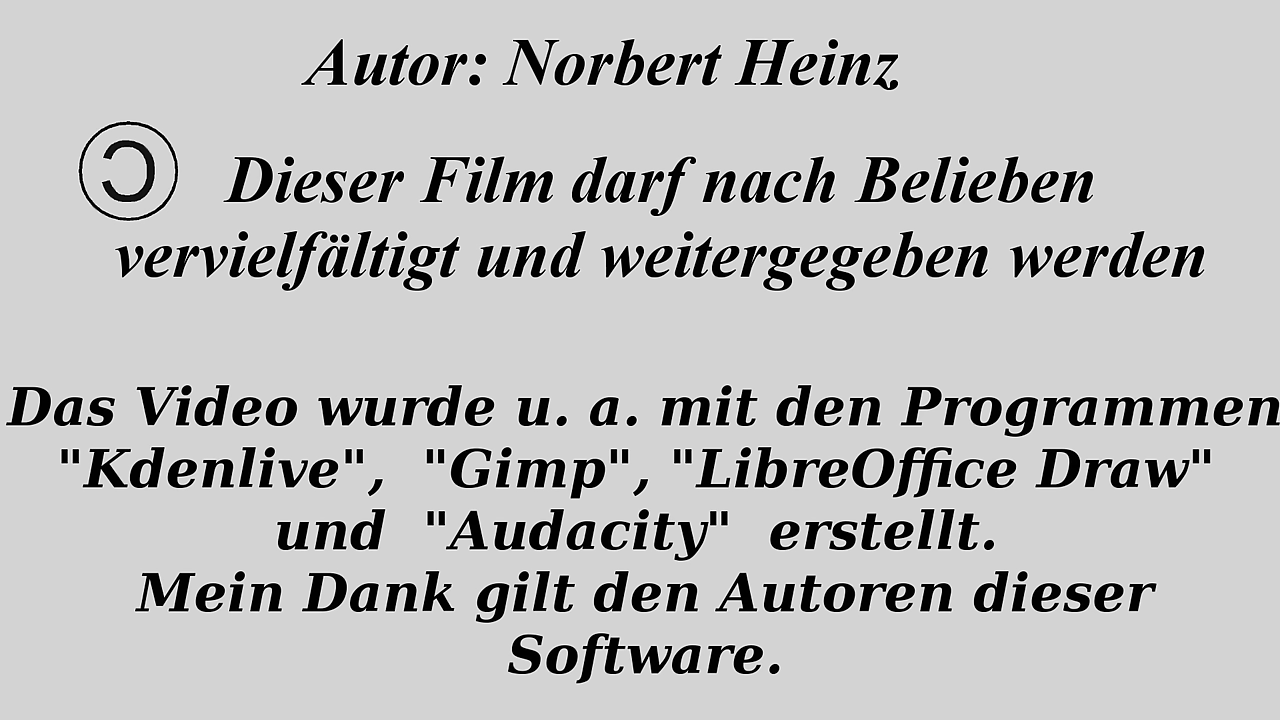 Autor: Norbert Heinz
Dieser Film darf nach Belieben
vervielfältigt und weitergegeben werden
Das Video wurde u. a. mit den Programmen
"Kdenlive", "Gimp", "LibreOffice Draw"
und "Audacity" erstellt.
Mein Dank gilt den Autoren dieser
Software.